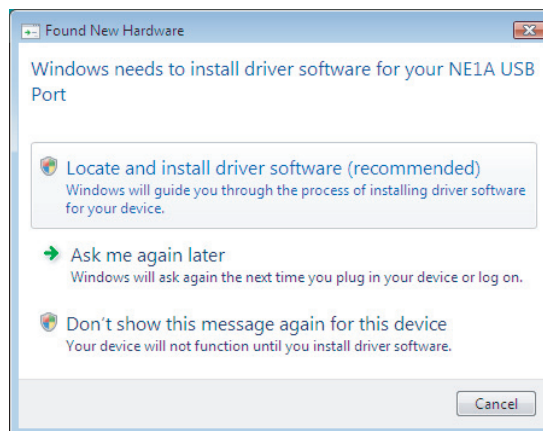 Found New Hardware
Windows needs to install driver software for your NE1A USB
Port
Locate and install driver software (recommended)
Windows will guide you through the process of installing driver software
for your device.
Ask me again later
Windows will ask again the next time you plug in your device or log on.
Don't show this message again for this device
Your device will not function until you install driver software.
Cancel